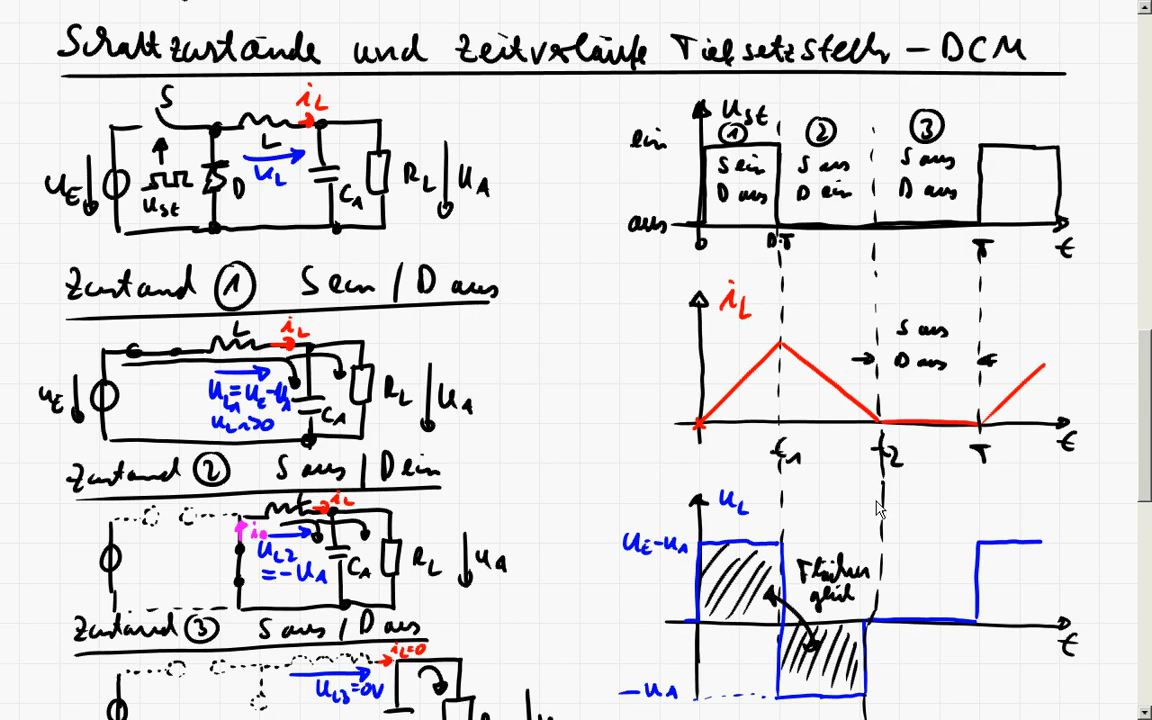 Schaltzustände und Zeitverläufe Tiefsetzsteller – DCM
S
iL
L
uL
UE
ust
D
CA
RL
UA
Zustand ① S ein / D aus
L
iL
UE
UL1 = UE - UA
UL1 > 0
CA
RL
UA
Zustand ② S aus / D ein
L
iL
iD
UL2
= -UA
CA
RL
UA
Zustand ③ S aus / D aus
iL=0
UL3=0V
RL
ust
ein
① ② ③
S ein S aus S aus
D aus D ein D aus
aus
0 DT T t
iL
S aus
D aus
t1 t2 T t
uL
UE-UA
Flächen
gleich
t
-UA